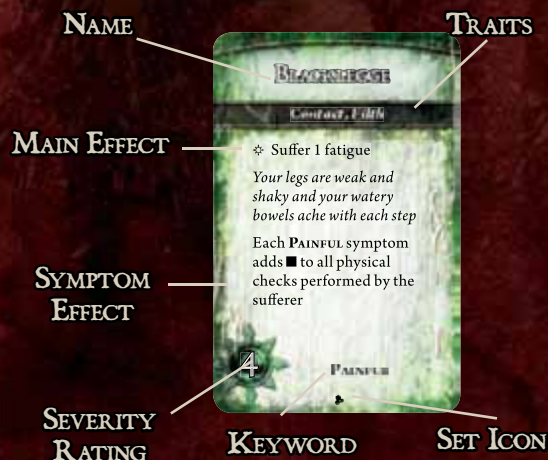 Name
Traits
Blacklegge
Contact, Filth
Main Effect
Suffer 1 fatigue
Your legs are weak and
shaky and your watery
bowels ache with each step
Each Painful symptom
adds ■ to all physical
checks performed by the
sufferer
Symptom
Effect
4
Painful
Severity
Rating
Keyword
Set Icon